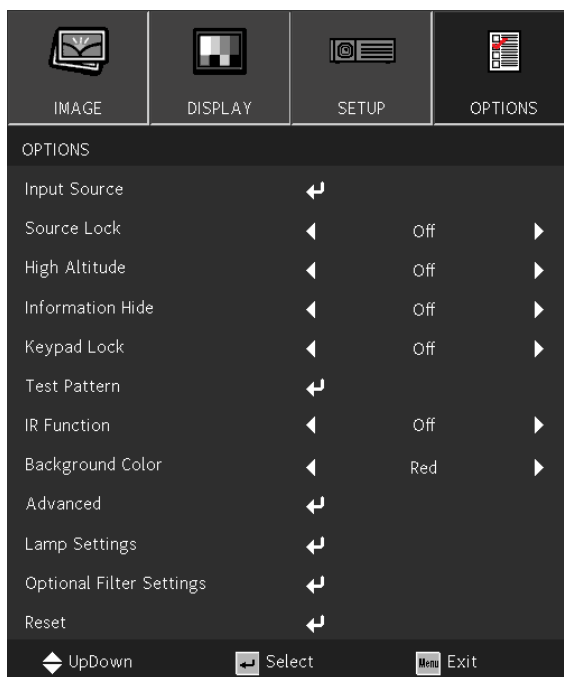 IMAGE DISPLAY SETUP OPTIONS
OPTIONS
Input Source
Source Lock Off
High Altitude Off
Information Hide Off
Keypad Lock Off
Test Pattern
IR Function Off
Background Color Red
Advanced
Lamp Settings
Optional Filter Settings
Reset
UpDown Select Menu Exit